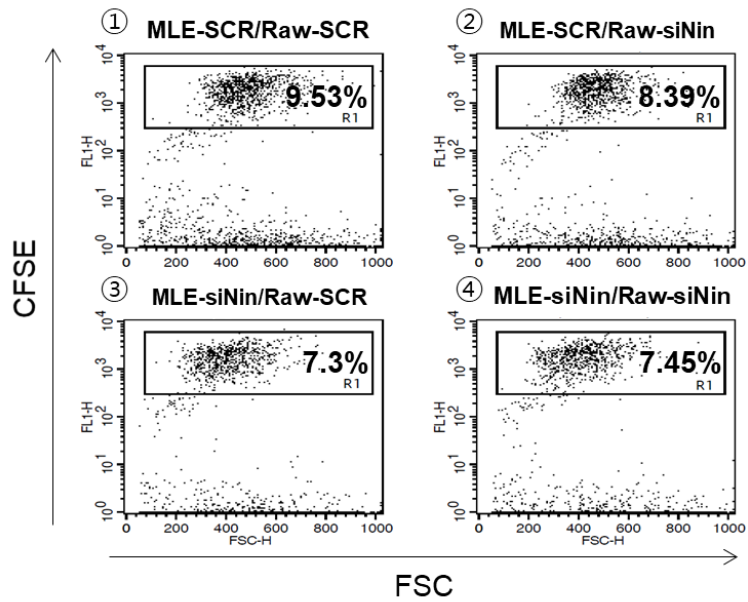 ① MLE-SCR/Raw-SCR
② MLE-SCR/Raw-siNin
CFSE
FL1-H
10⁴
10³
10²
10¹
10⁰
9.53%
R1
0 200 400 600 800 1000
FSC-H
FL1-H
10⁴
10³
10²
10¹
10⁰
8.39%
R1
0 200 400 600 800 1000
FSC-H
③ MLE-siNin/Raw-SCR
④ MLE-siNin/Raw-siNin
FL1-H
10⁴
10³
10²
10¹
10⁰
7.3%
R1
0 200 400 600 800 1000
FSC-H
FL1-H
10⁴
10³
10²
10¹
10⁰
7.45%
R1
0 200 400 600 800 1000
FSC-H
FSC